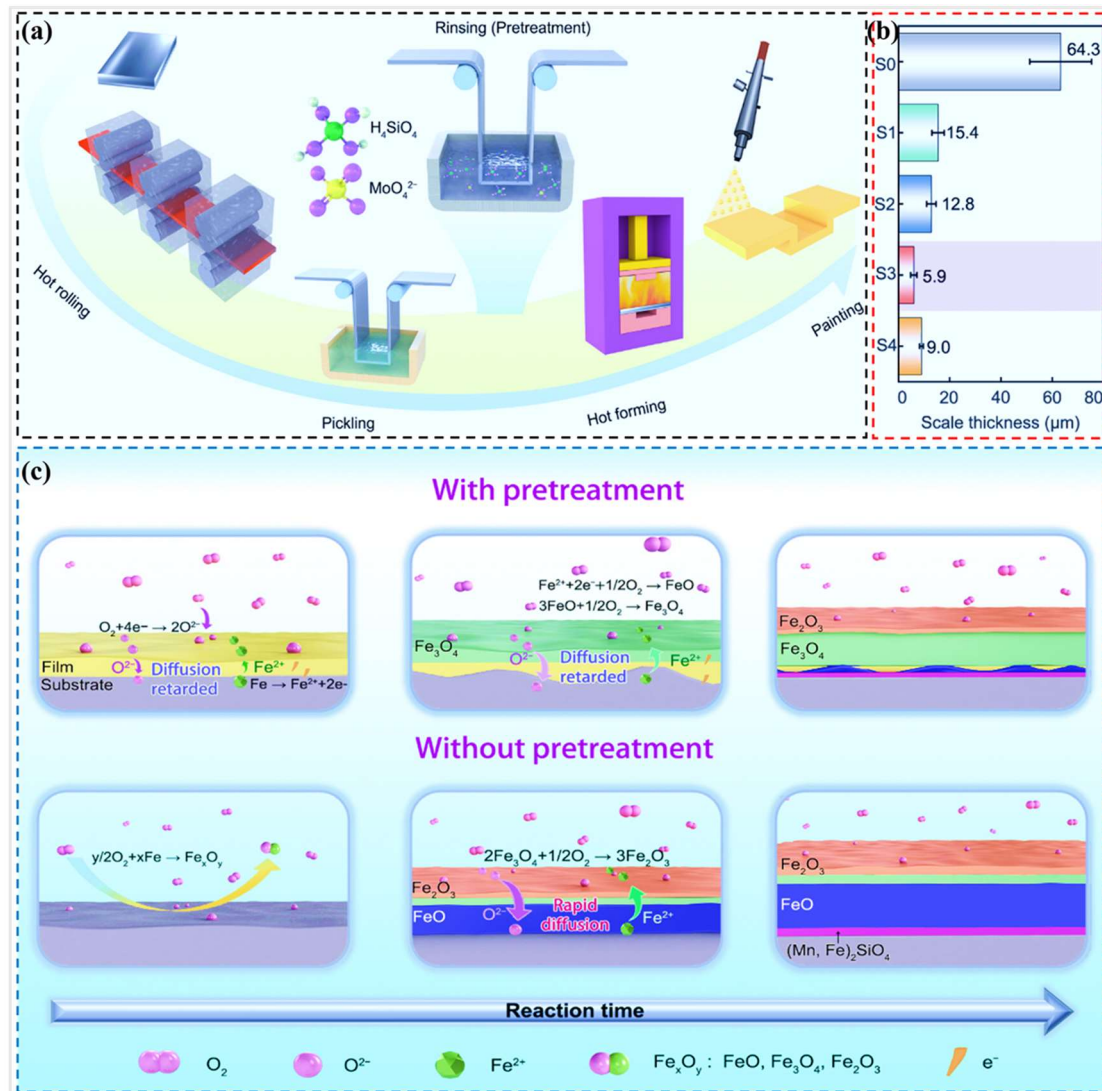 (a)
Rinsing (Pretreatment)
H₄SiO₄
MoO₄²⁻
Hot rolling
Pickling
Hot forming
Painting
(b)
S0
64.3
S1
15.4
S2
12.8
S3
5.9
S4
9.0
0 20 40 60 80
Scale thickness (μm)
(c)
With pretreatment
O₂+4e− → 2O²⁻
Film
O²⁻
Diffusion
retarded
Fe²⁺
Substrate
Fe → Fe²⁺+2e-
Fe²⁺+2e⁻+1/2O₂ → FeO
3FeO+1/2O₂ → Fe₃O₄
Fe₃O₄
O²⁻
Diffusion
retarded
Fe²⁺
Fe₂O₃
Fe₃O₄
Without pretreatment
y/2O₂+xFe → FeₓOᵧ
2Fe₃O₄+1/2O₂ → 3Fe₂O₃
Fe₂O₃
FeO
O²⁻
Rapid
diffusion
Fe²⁺
Fe₂O₃
FeO
(Mn, Fe)₂SiO₄
Reaction time
O₂
O²⁻
Fe²⁺
FeₓOᵧ : FeO, Fe₃O₄, Fe₂O₃
e⁻